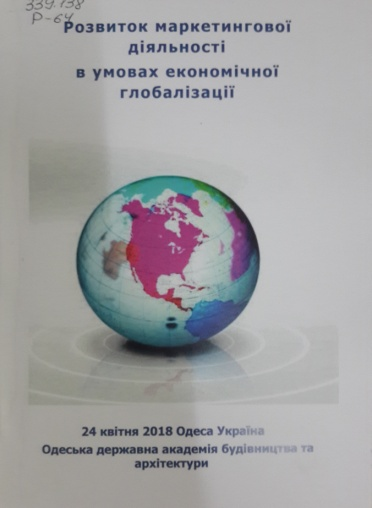 339.138
Р-64
Розвиток маркетингової
діяльності
в умовах економічної
глобалізації
24 квітня 2018 Одеса Україна
Одеська державна академія будівництва та
архітектури